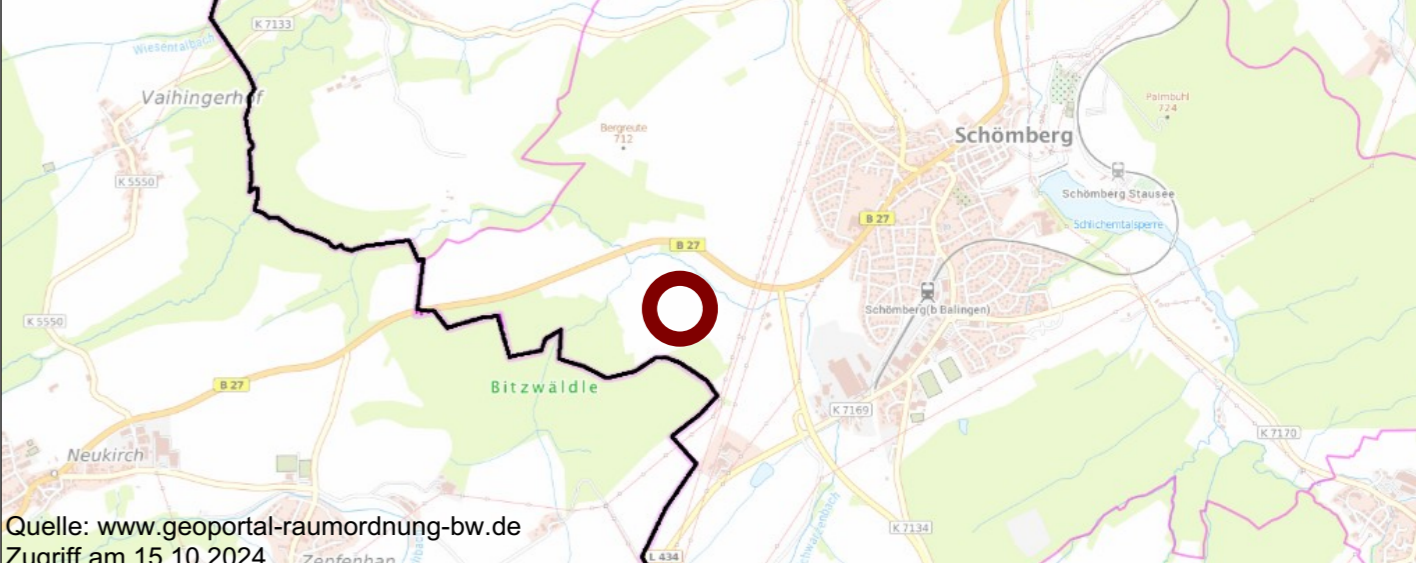 K 7133
Wiesentalbach
Vaihingerhof
Palmbühl
724
Bergreute
712
Schömberg
K 5550
Schömberg Stausee
B 27
Schlichemtalsperre
B 27
Schömberg(b Balingen)
K 5550
B 27
Bitzwäldle
K 7169
K 7170
Neukirch
K 7134
Quelle: www.geoportal-raumordnung-bw.de
L 434
Zugriff am 15.10.2024
Zepfenhan